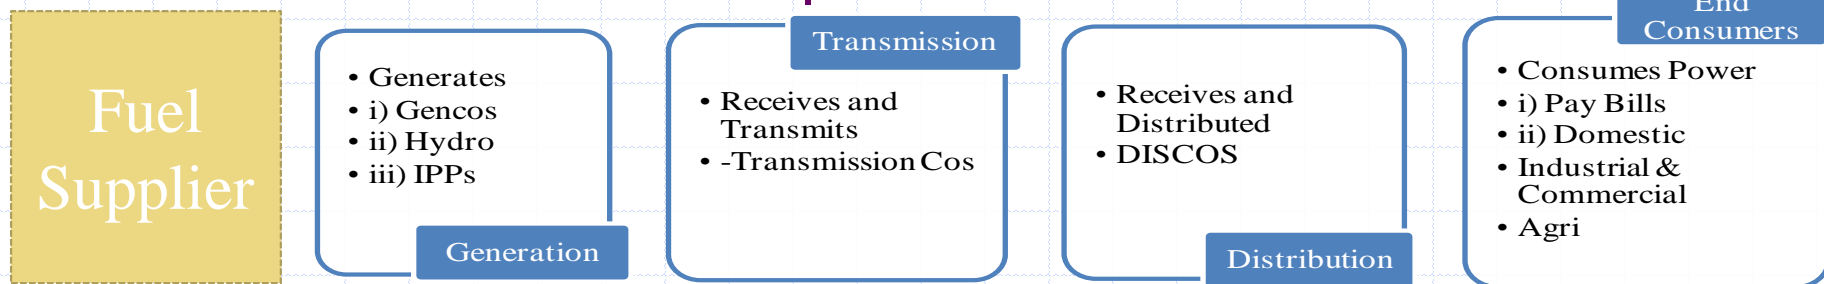 Fuel
Supplier
• Generates
• i) Gencos
• ii) Hydro
• iii) IPPs
Generation
Transmission
• Receives and
Transmits
• -Transmission Cos
• Receives and
Distributed
• DISCOS
Distribution
End
Consumers
• Consumes Power
• i) Pay Bills
• ii) Domestic
• Industrial &
Commercial
• Agri